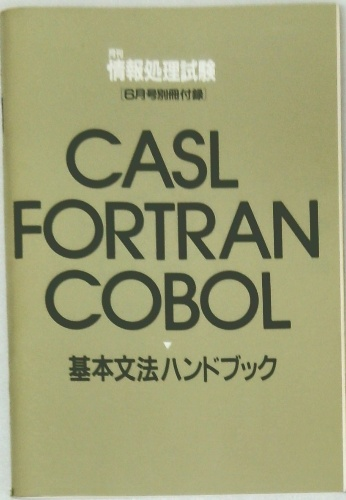 月刊
情報処理試験
[6月号別冊付録]
CASL
FORTRAN
COBOL
基本文法ハンドブック